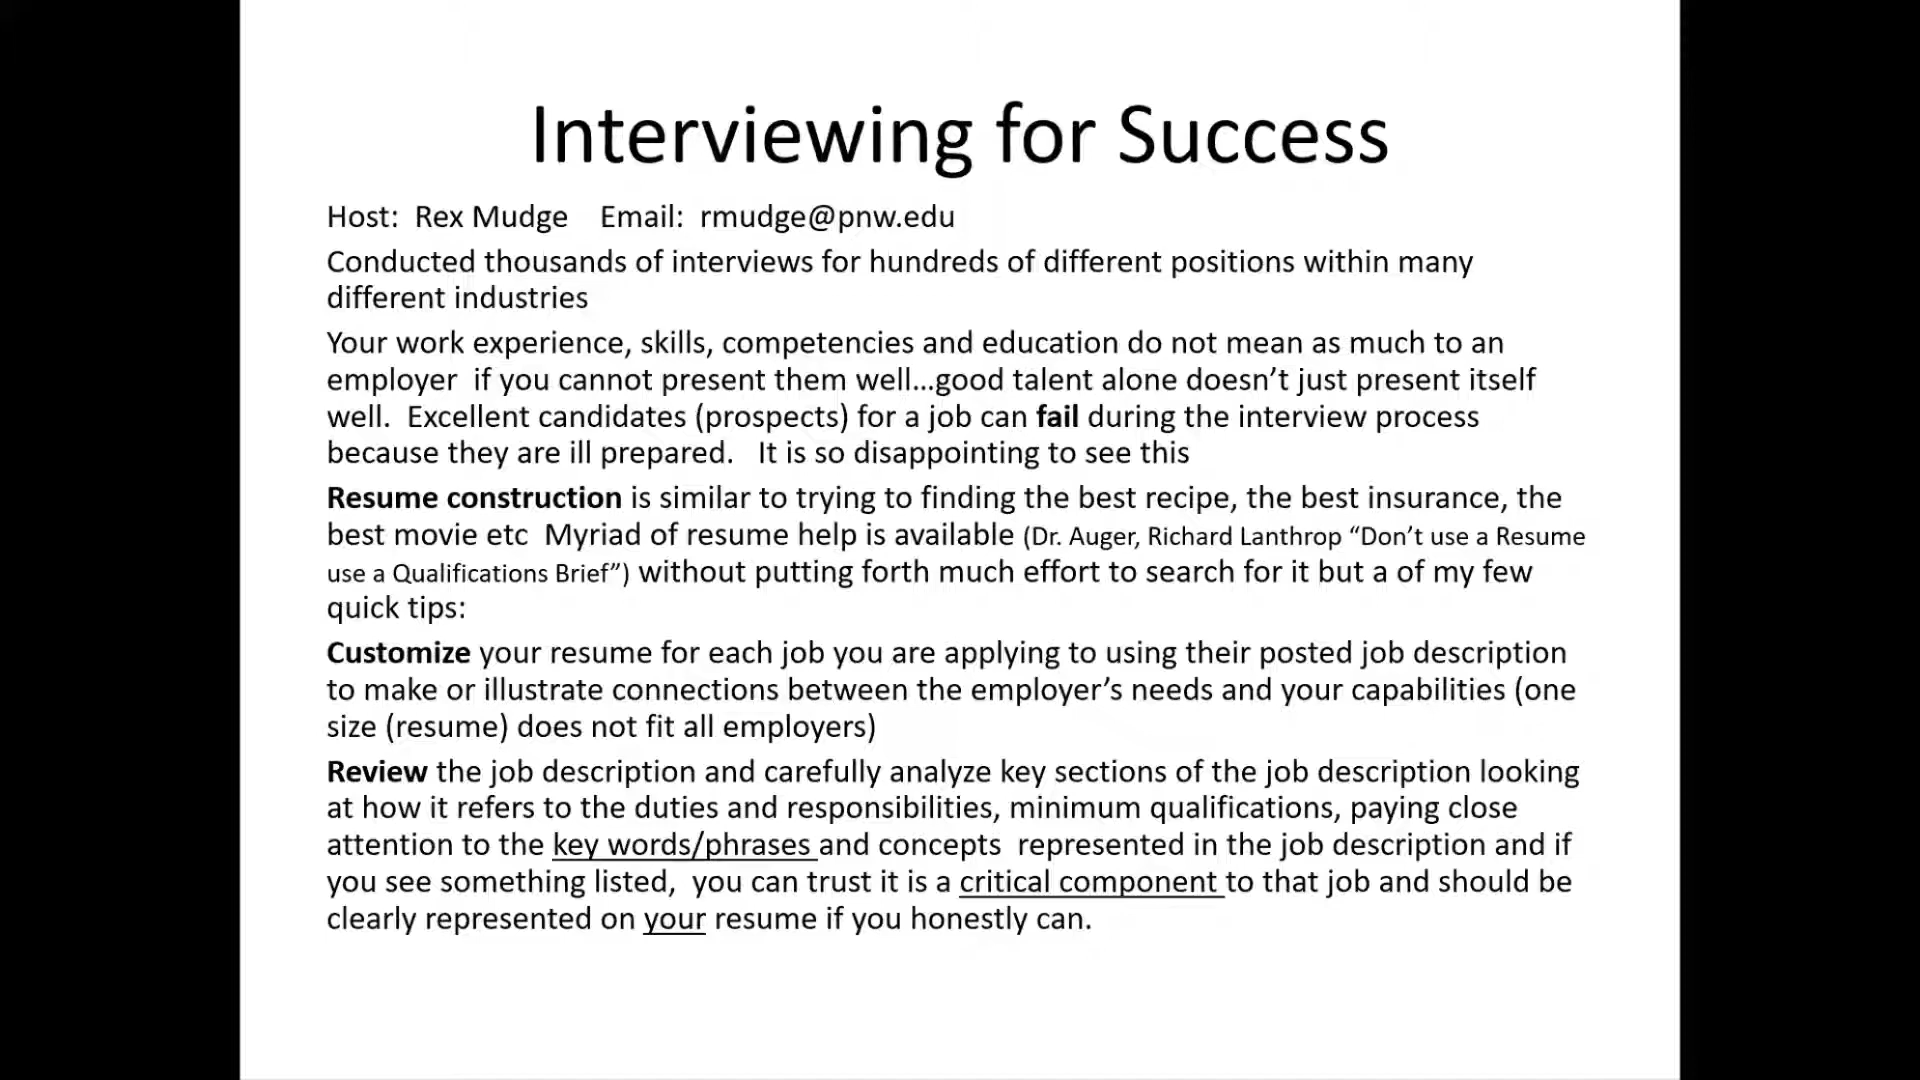 Interviewing for Success
Host:  Rex Mudge    Email:  rmudge@pnw.edu
Conducted thousands of interviews for hundreds of different positions within many
different industries
Your work experience, skills, competencies and education do not mean as much to an
employer  if you cannot present them well...good talent alone doesn’t just present itself
well.  Excellent candidates (prospects) for a job can fail during the interview process
because they are ill prepared.   It is so disappointing to see this
Resume construction is similar to trying to finding the best recipe, the best insurance, the
best movie etc  Myriad of resume help is available (Dr. Auger, Richard Lanthrop “Don’t use a Resume
use a Qualifications Brief”) without putting forth much effort to search for it but a of my few
quick tips:
Customize your resume for each job you are applying to using their posted job description
to make or illustrate connections between the employer’s needs and your capabilities (one
size (resume) does not fit all employers)
Review the job description and carefully analyze key sections of the job description looking
at how it refers to the duties and responsibilities, minimum qualifications, paying close
attention to the key words/phrases and concepts  represented in the job description and if
you see something listed,  you can trust it is a critical component to that job and should be
clearly represented on your resume if you honestly can.